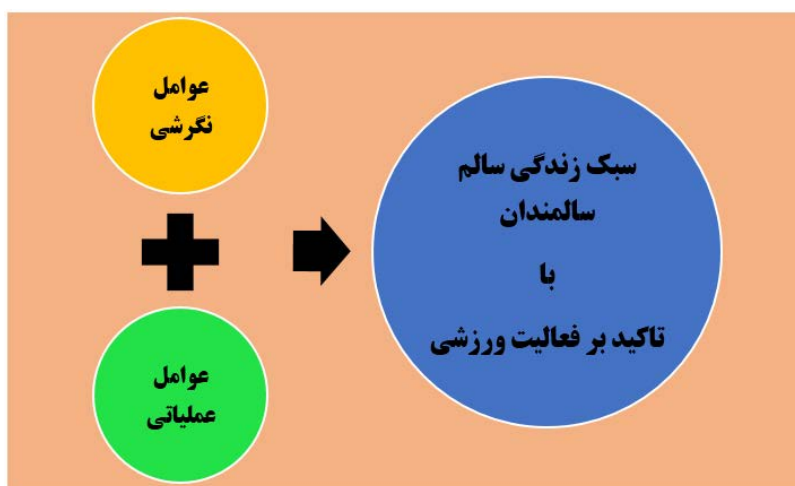 عوامل
نگرشی
عوامل
عملیاتی
سبک زندگی سالم
سالمندان
با
تاکید بر فعالیت ورزشی